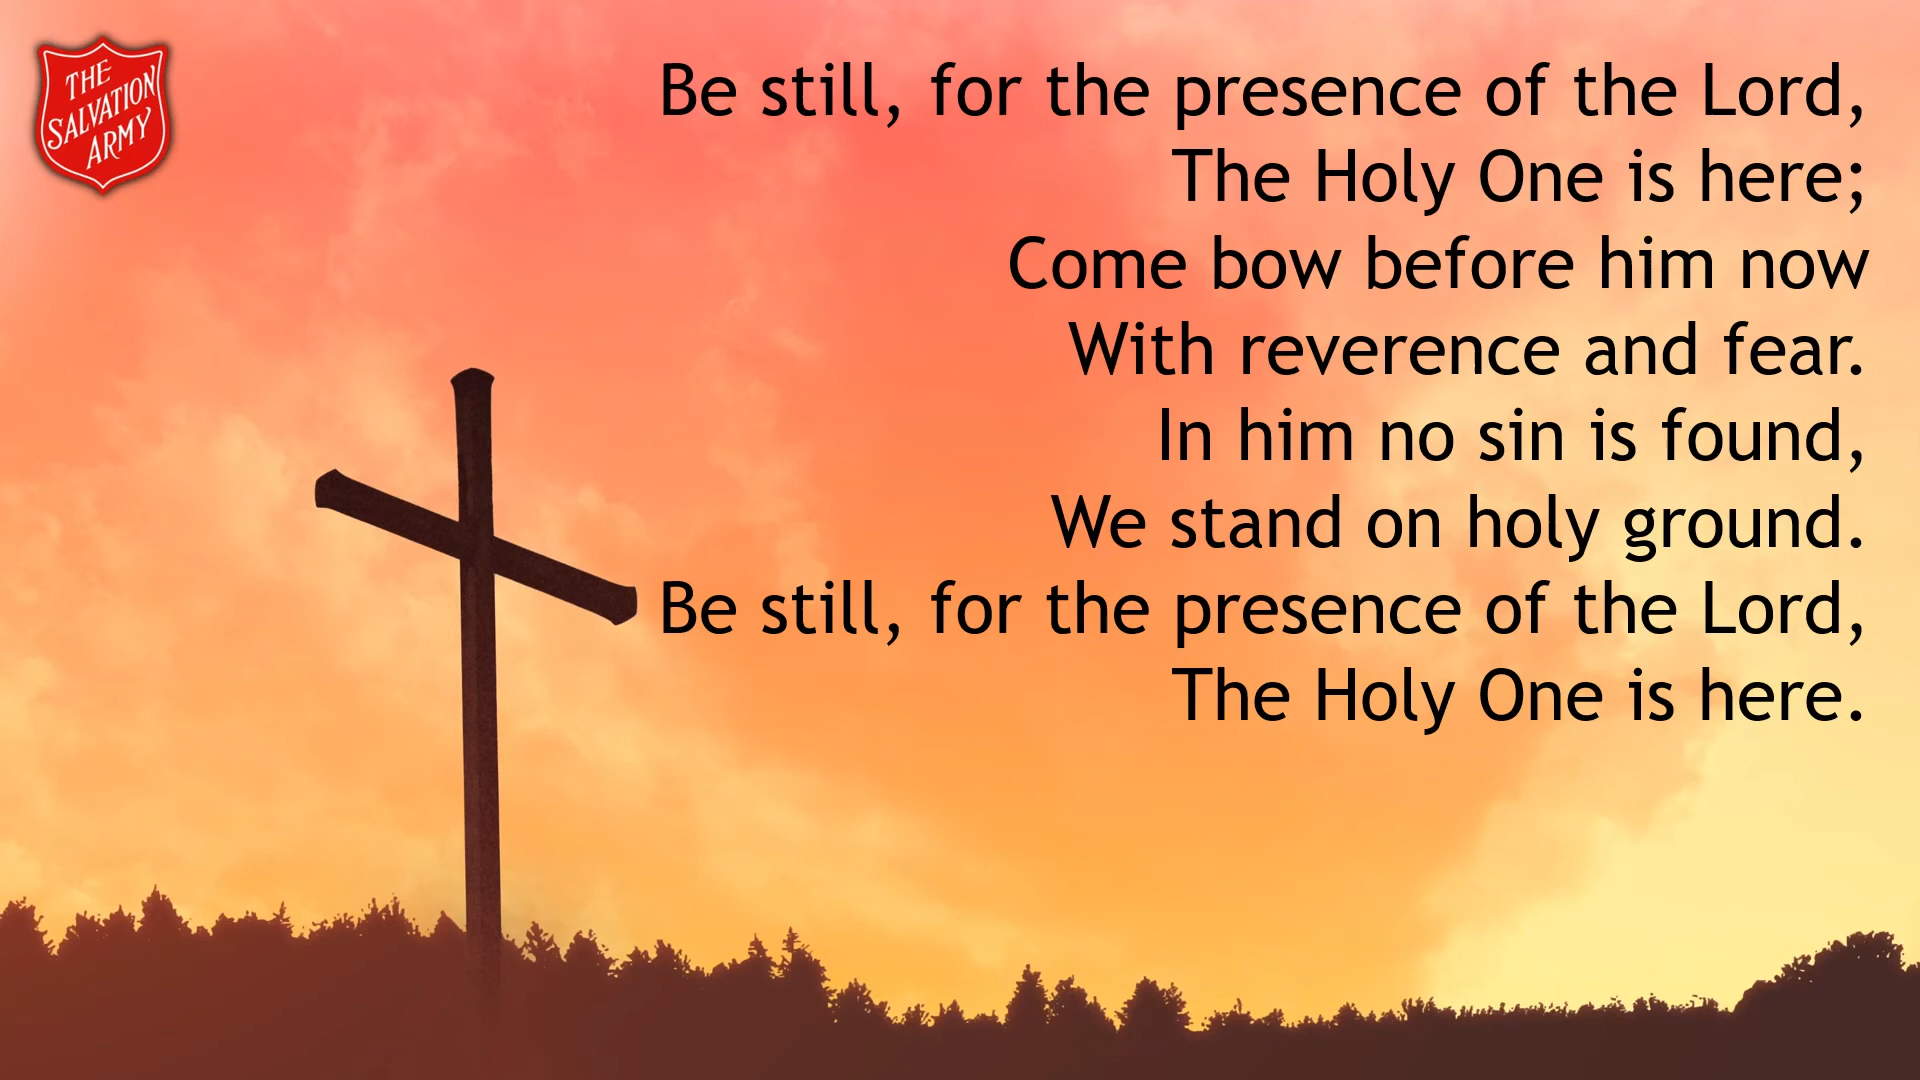 THE
SALVATION
ARMY
Be still, for the presence of the Lord,
The Holy One is here;
Come bow before him now
With reverence and fear.
In him no sin is found,
We stand on holy ground.
Be still, for the presence of the Lord,
The Holy One is here.